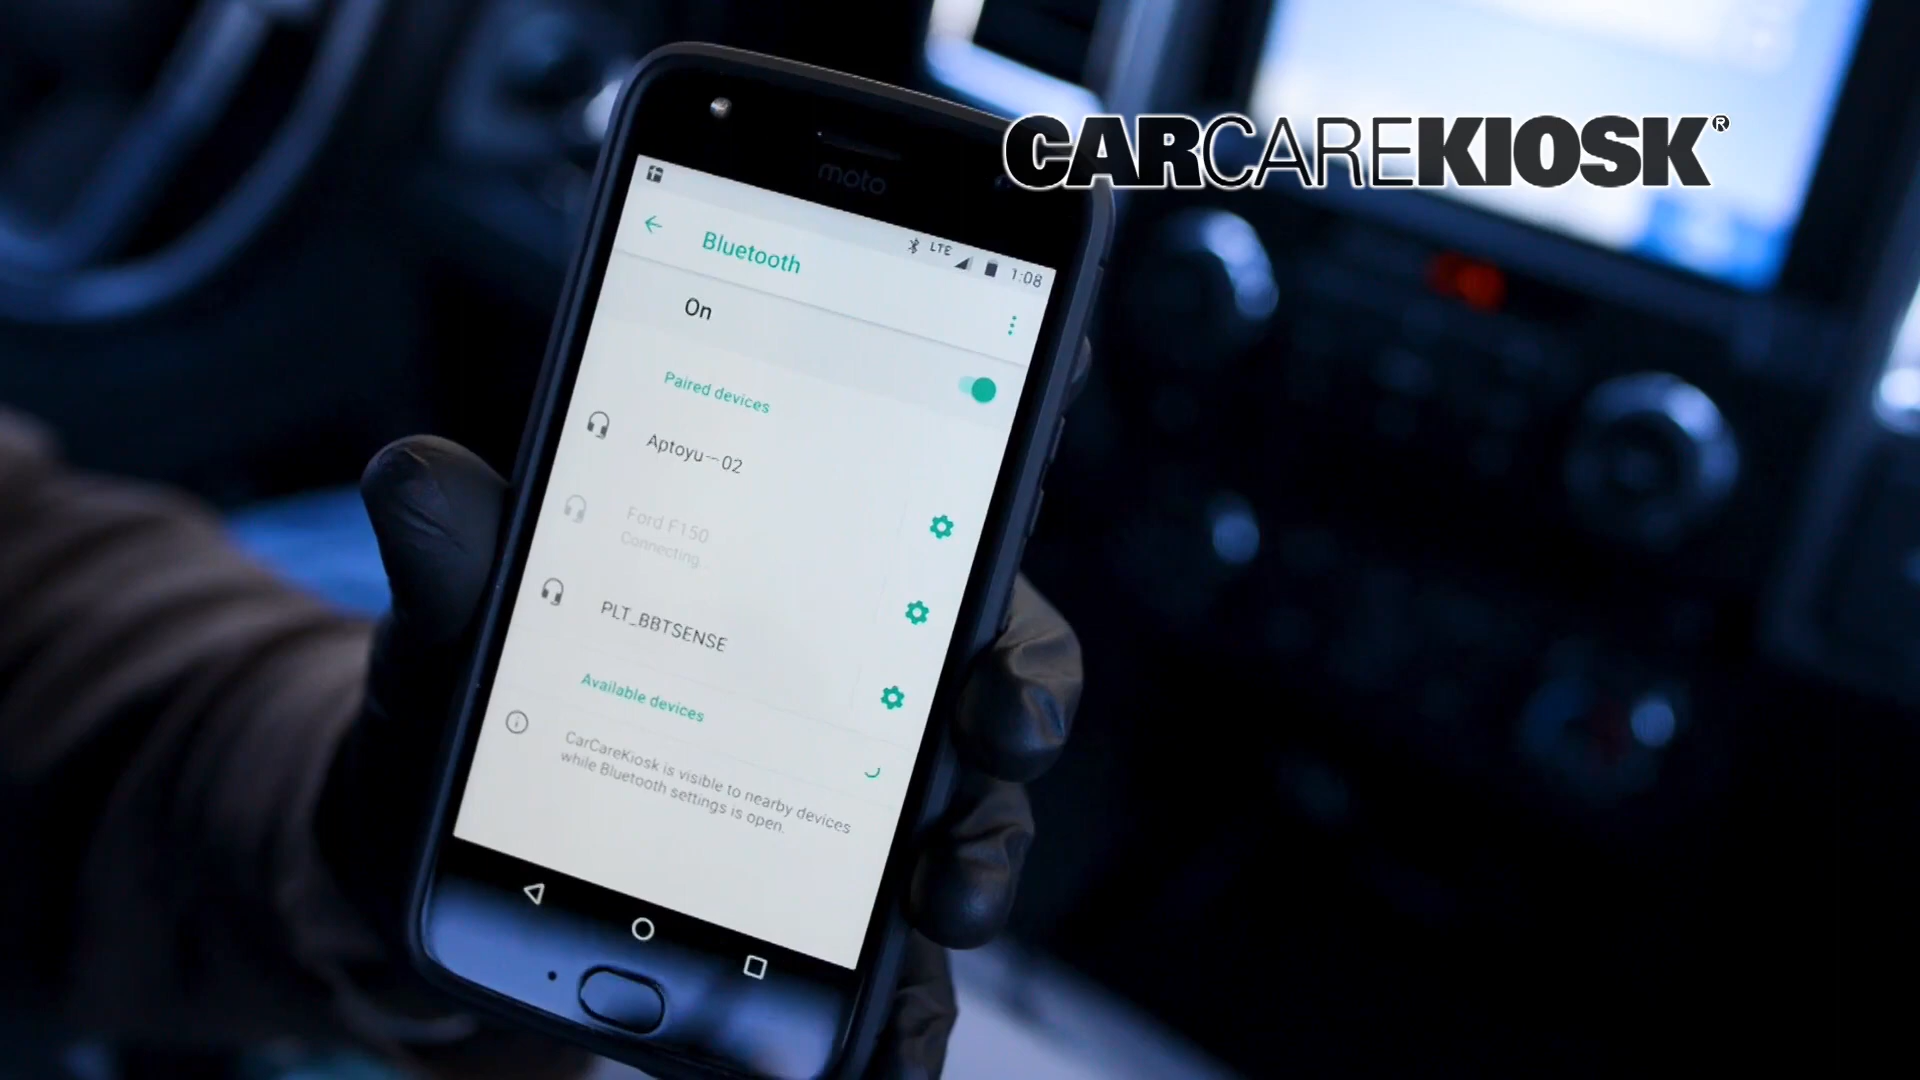 CARCAREKIOSK®
moto
LTE 1:08
Bluetooth
On
Paired devices
Aptoyu--02
Ford F150
Connecting...
PLT_BBTSENSE
Available devices
CarCareKiosk is visible to nearby devices
while Bluetooth settings is open.